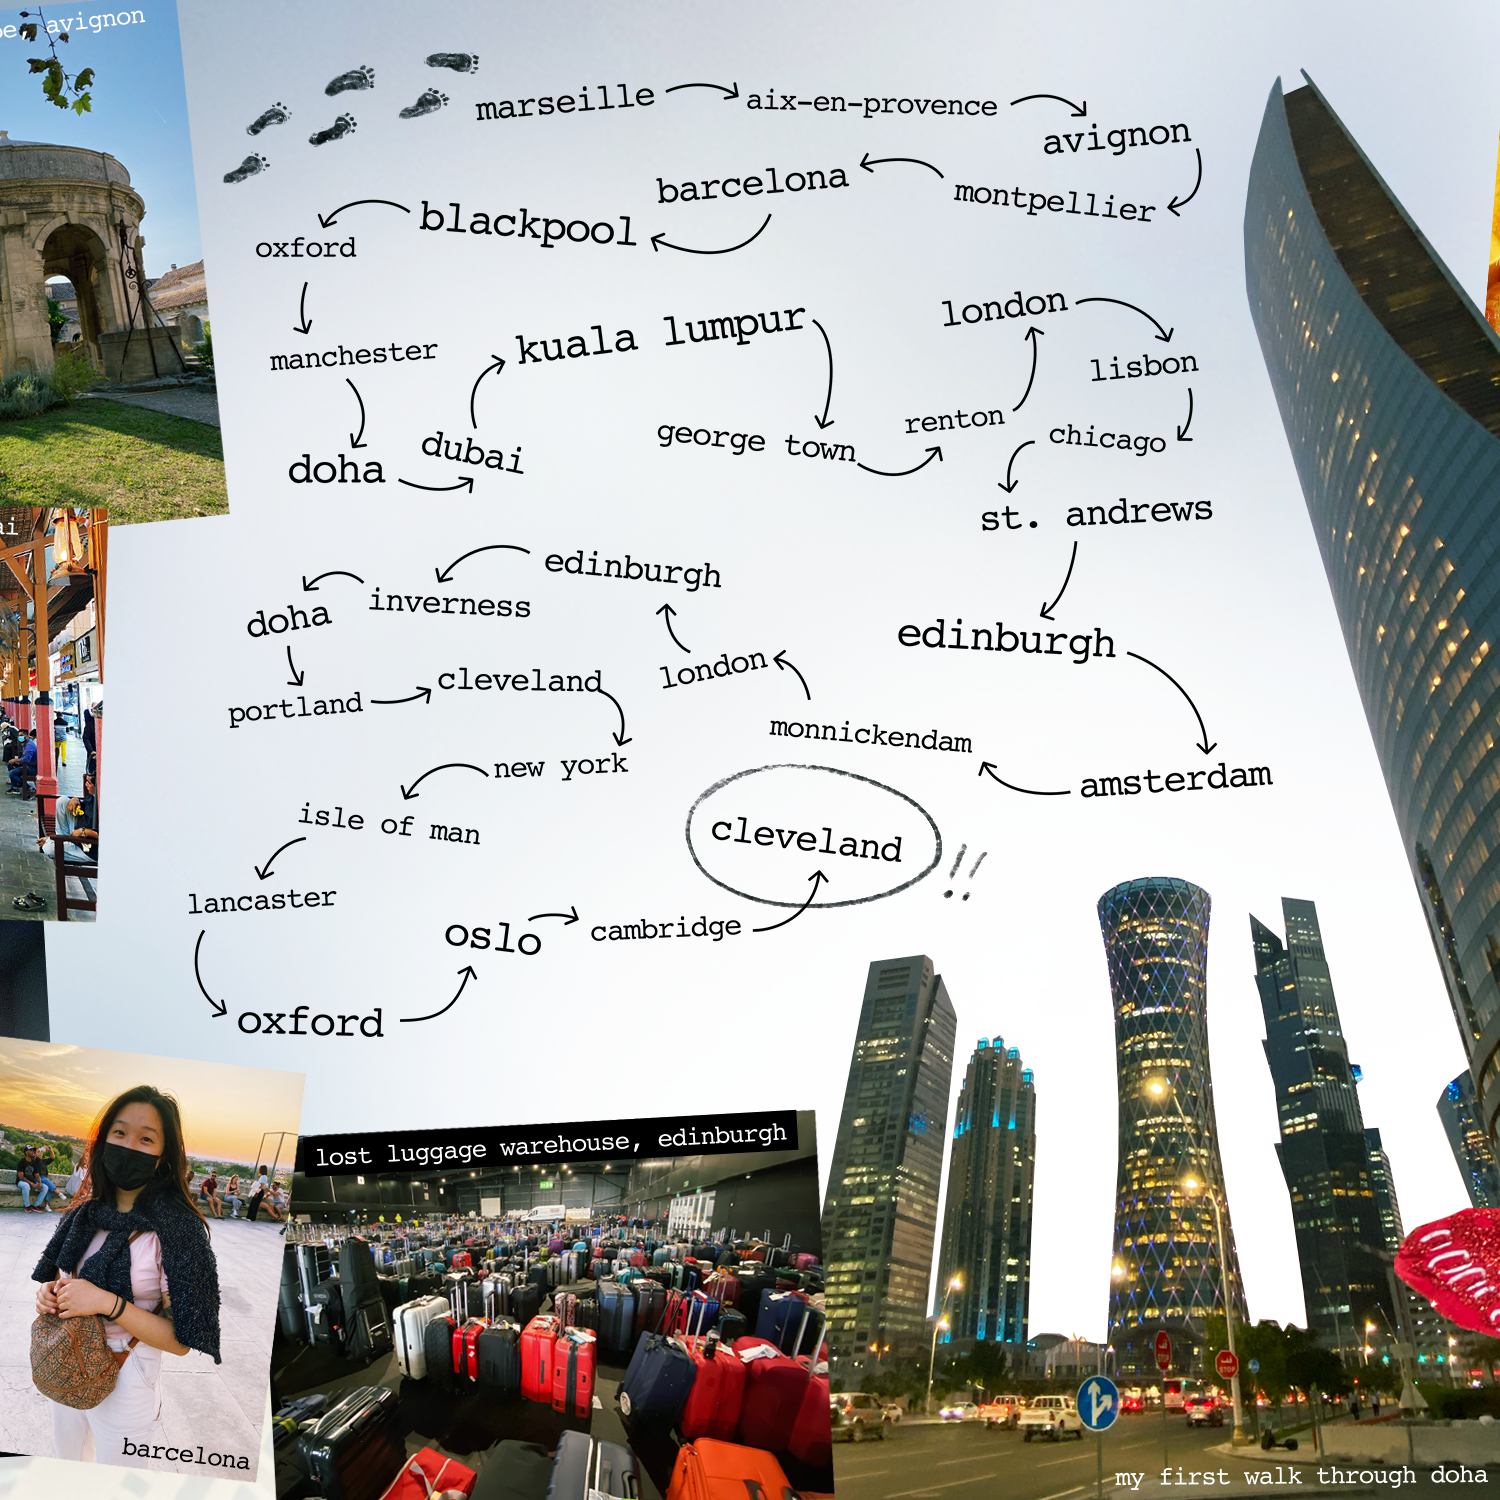 avignon
marseille
aix-en-provence
avignon
montpellier
barcelona
blackpool
oxford
manchester
doha
dubai
kuala lumpur
george town
renton
london
lisbon
chicago
st. andrews
edinburgh
amsterdam
monnickendam
london
edinburgh
inverness
doha
portland
cleveland
new york
isle of man
lancaster
oxford
oslo
cambridge
cleveland
!!
lost luggage warehouse, edinburgh
barcelona
STOP
STOP
my first walk through doha